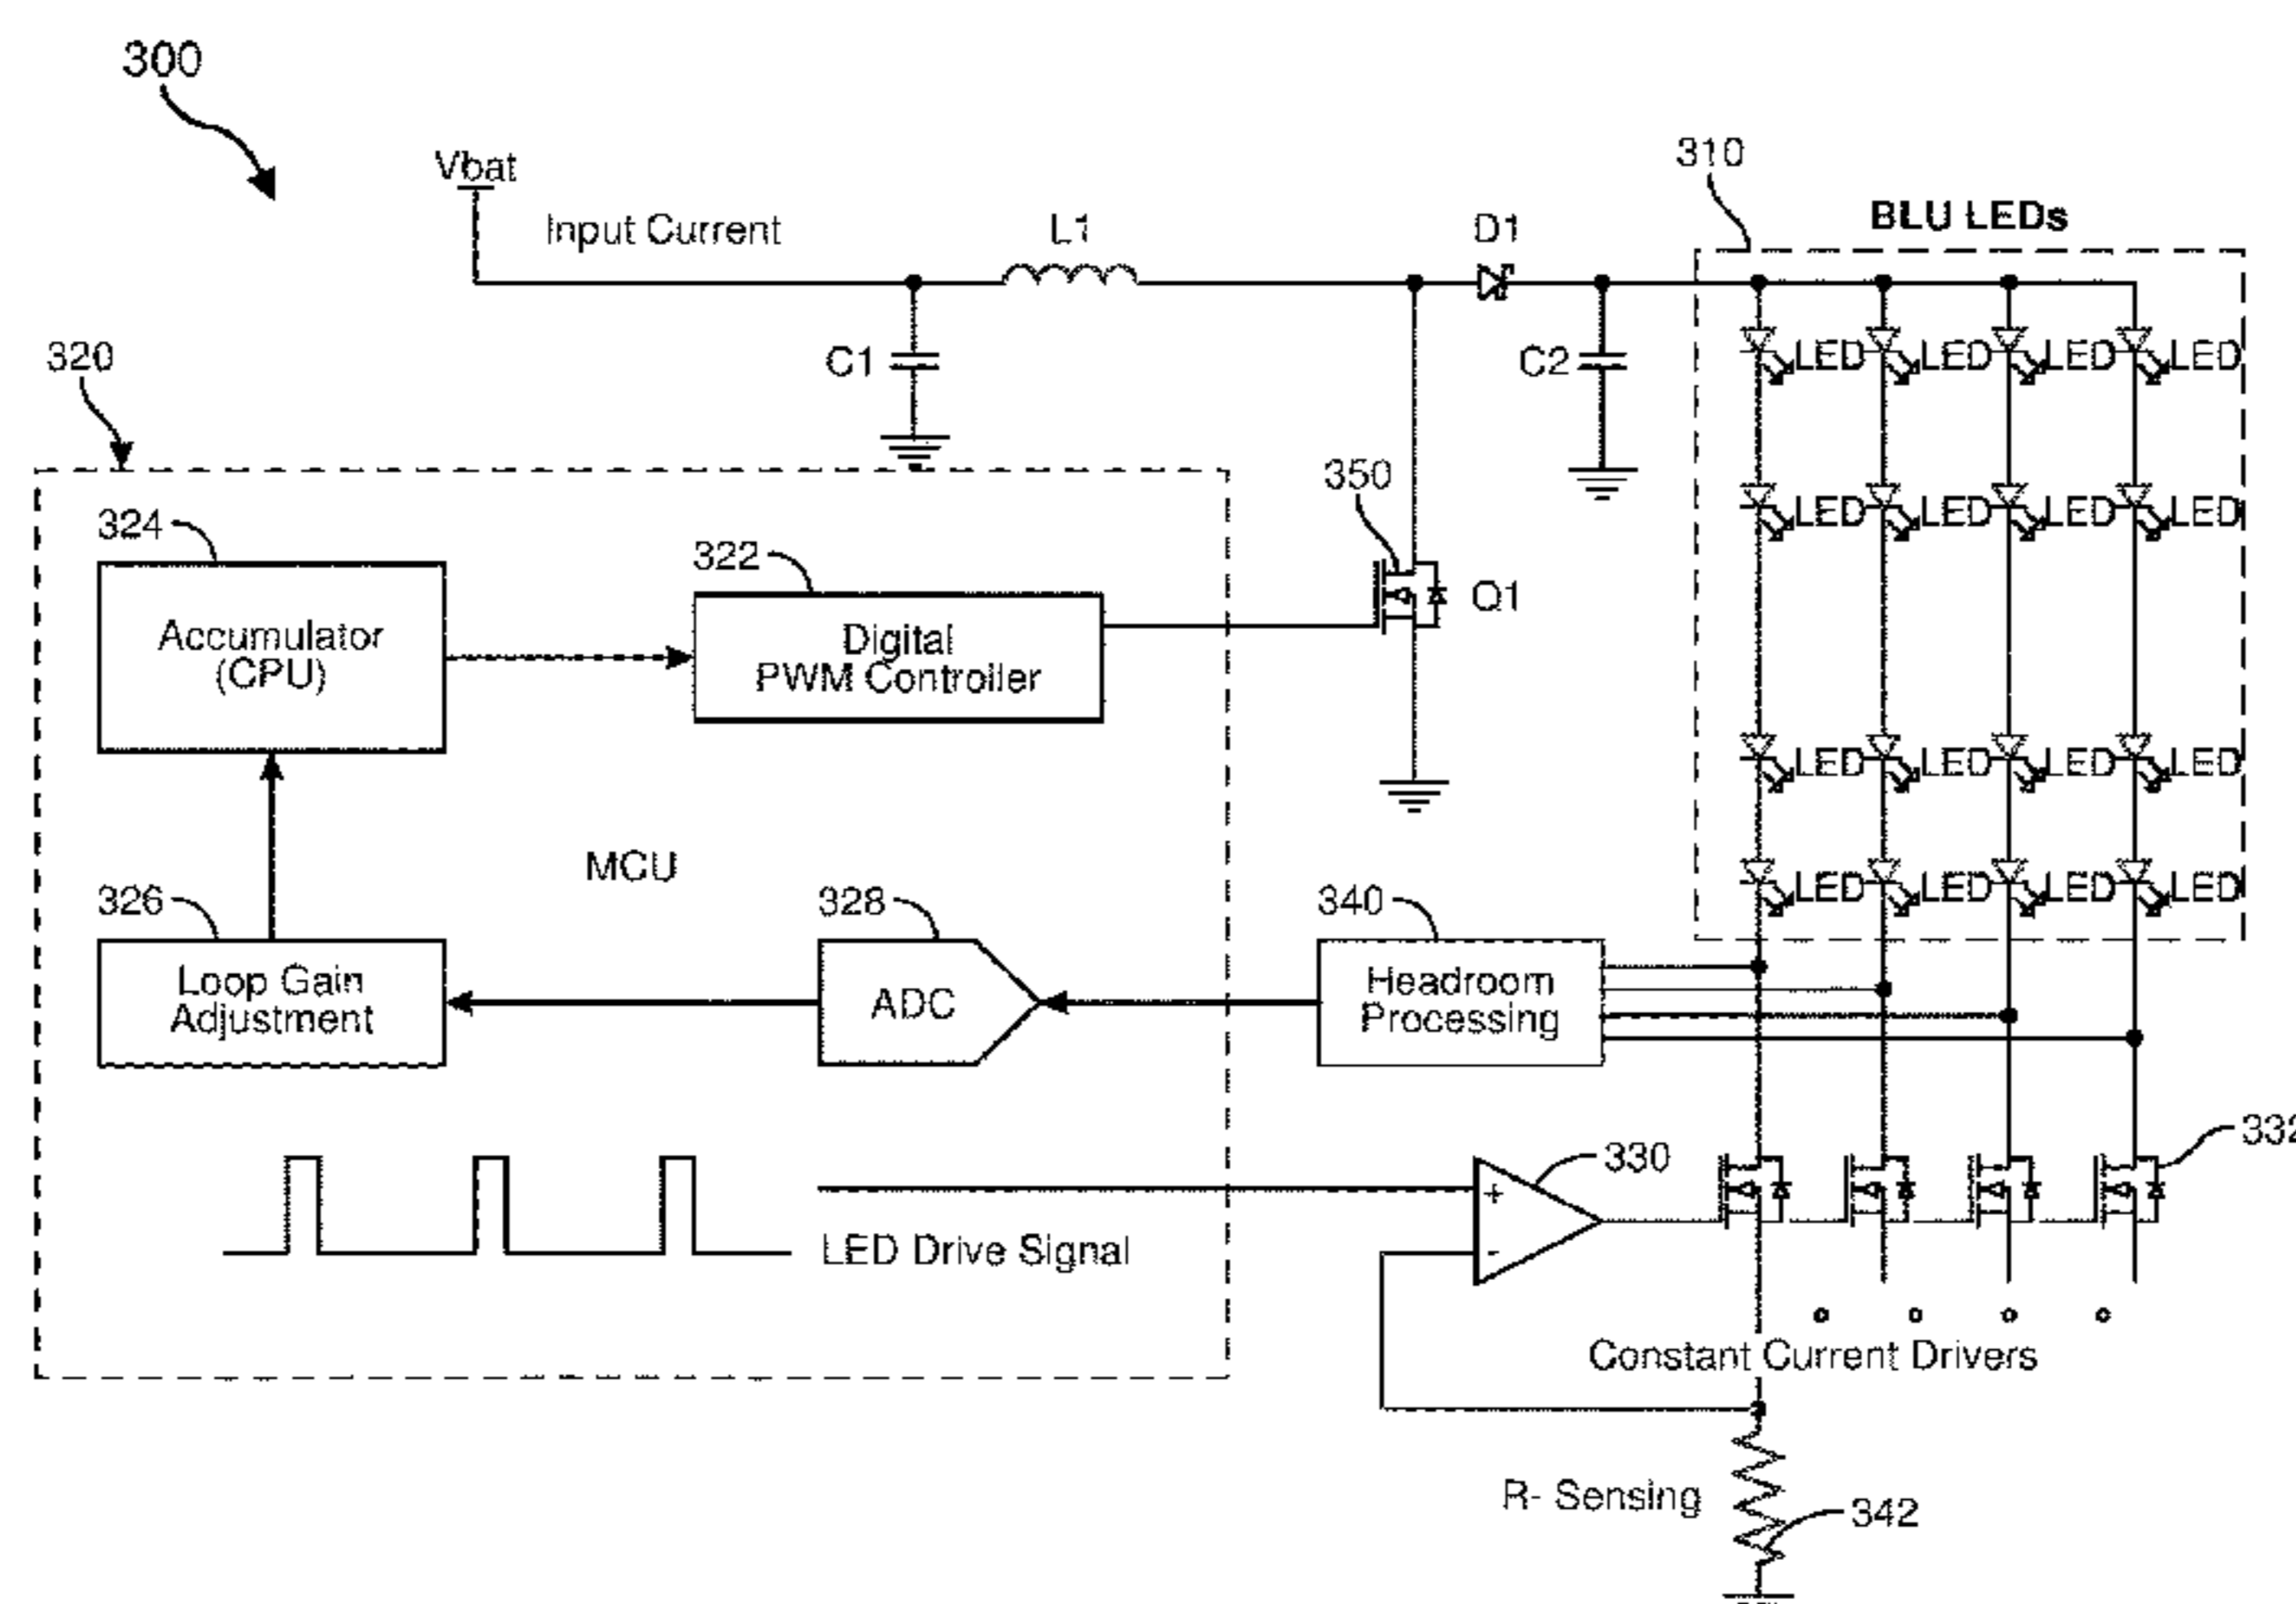 300
Vbat
Input Current
L1
D1
310
BLU LEDs
C1
C2
LED LED LED LED
LED LED LED LED
LED LED LED LED
LED LED LED LED
320
324
Accumulator
(CPU)
322
Digital
PWM Controller
350
Q1
MCU
326
Loop Gain
Adjustment
328
ADC
340
Headroom
Processing
330
+
-
332
LED Drive Signal
Constant Current Drivers
R- Sensing
342